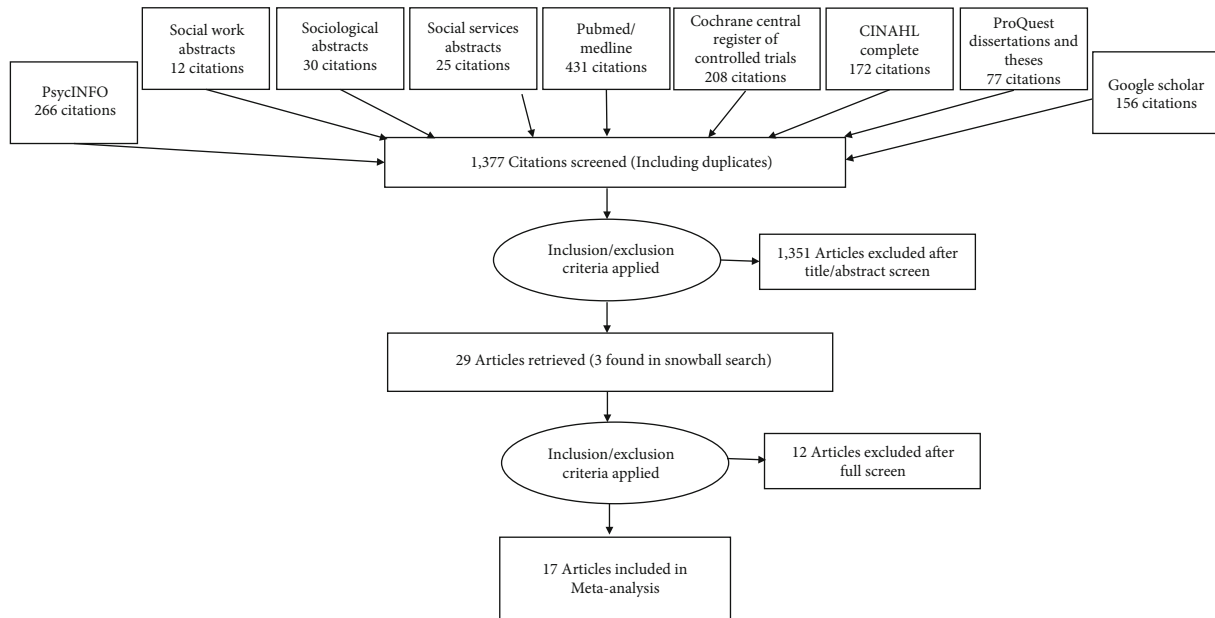 PsycINFO
266 citations
Social work
abstracts
12 citations
Sociological
abstracts
30 citations
Social services
abstracts
25 citations
Pubmed/
medline
431 citations
Cochrane central
register of
controlled trials
208 citations
CINAHL
complete
172 citations
ProQuest
dissertations and
theses
77 citations
Google scholar
156 citations
1,377 Citations screened (Including duplicates)
Inclusion/exclusion
criteria applied
1,351 Articles excluded after
title/abstract screen
29 Articles retrieved (3 found in snowball search)
Inclusion/exclusion
criteria applied
12 Articles excluded after
full screen
17 Articles included in
Meta-analysis